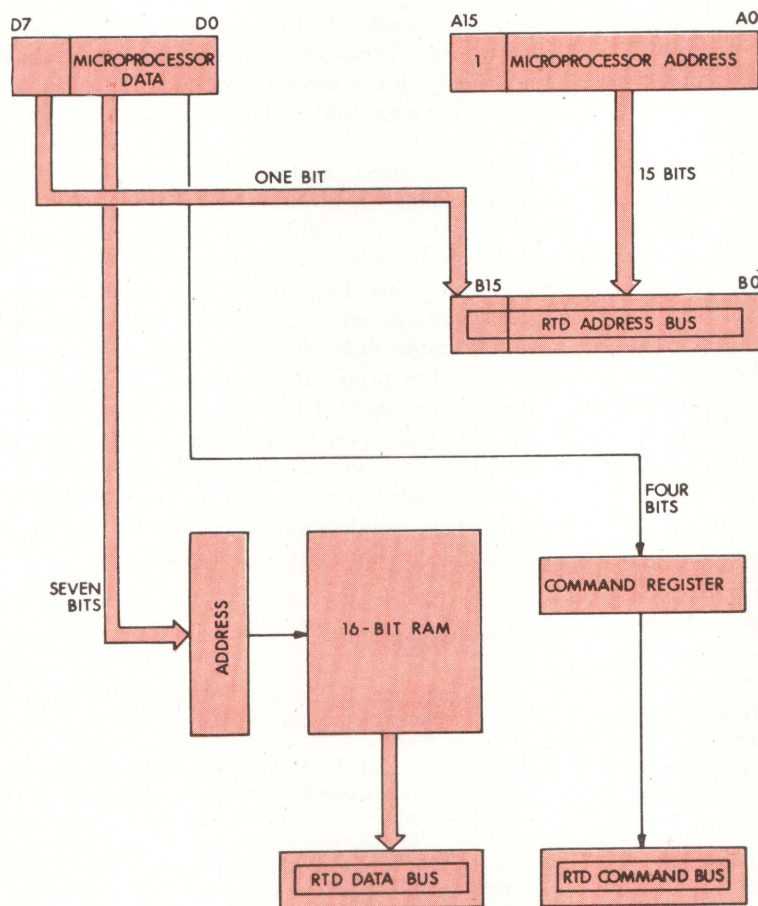 D7 D0 A15 A0
MICROPROCESSOR
DATA
1 MICROPROCESSOR ADDRESS
ONE BIT
15 BITS
B15 B0
RTD ADDRESS BUS
FOUR
BITS
COMMAND REGISTER
SEVEN
BITS
ADDRESS
16-BIT RAM
RTD DATA BUS
RTD COMMAND BUS